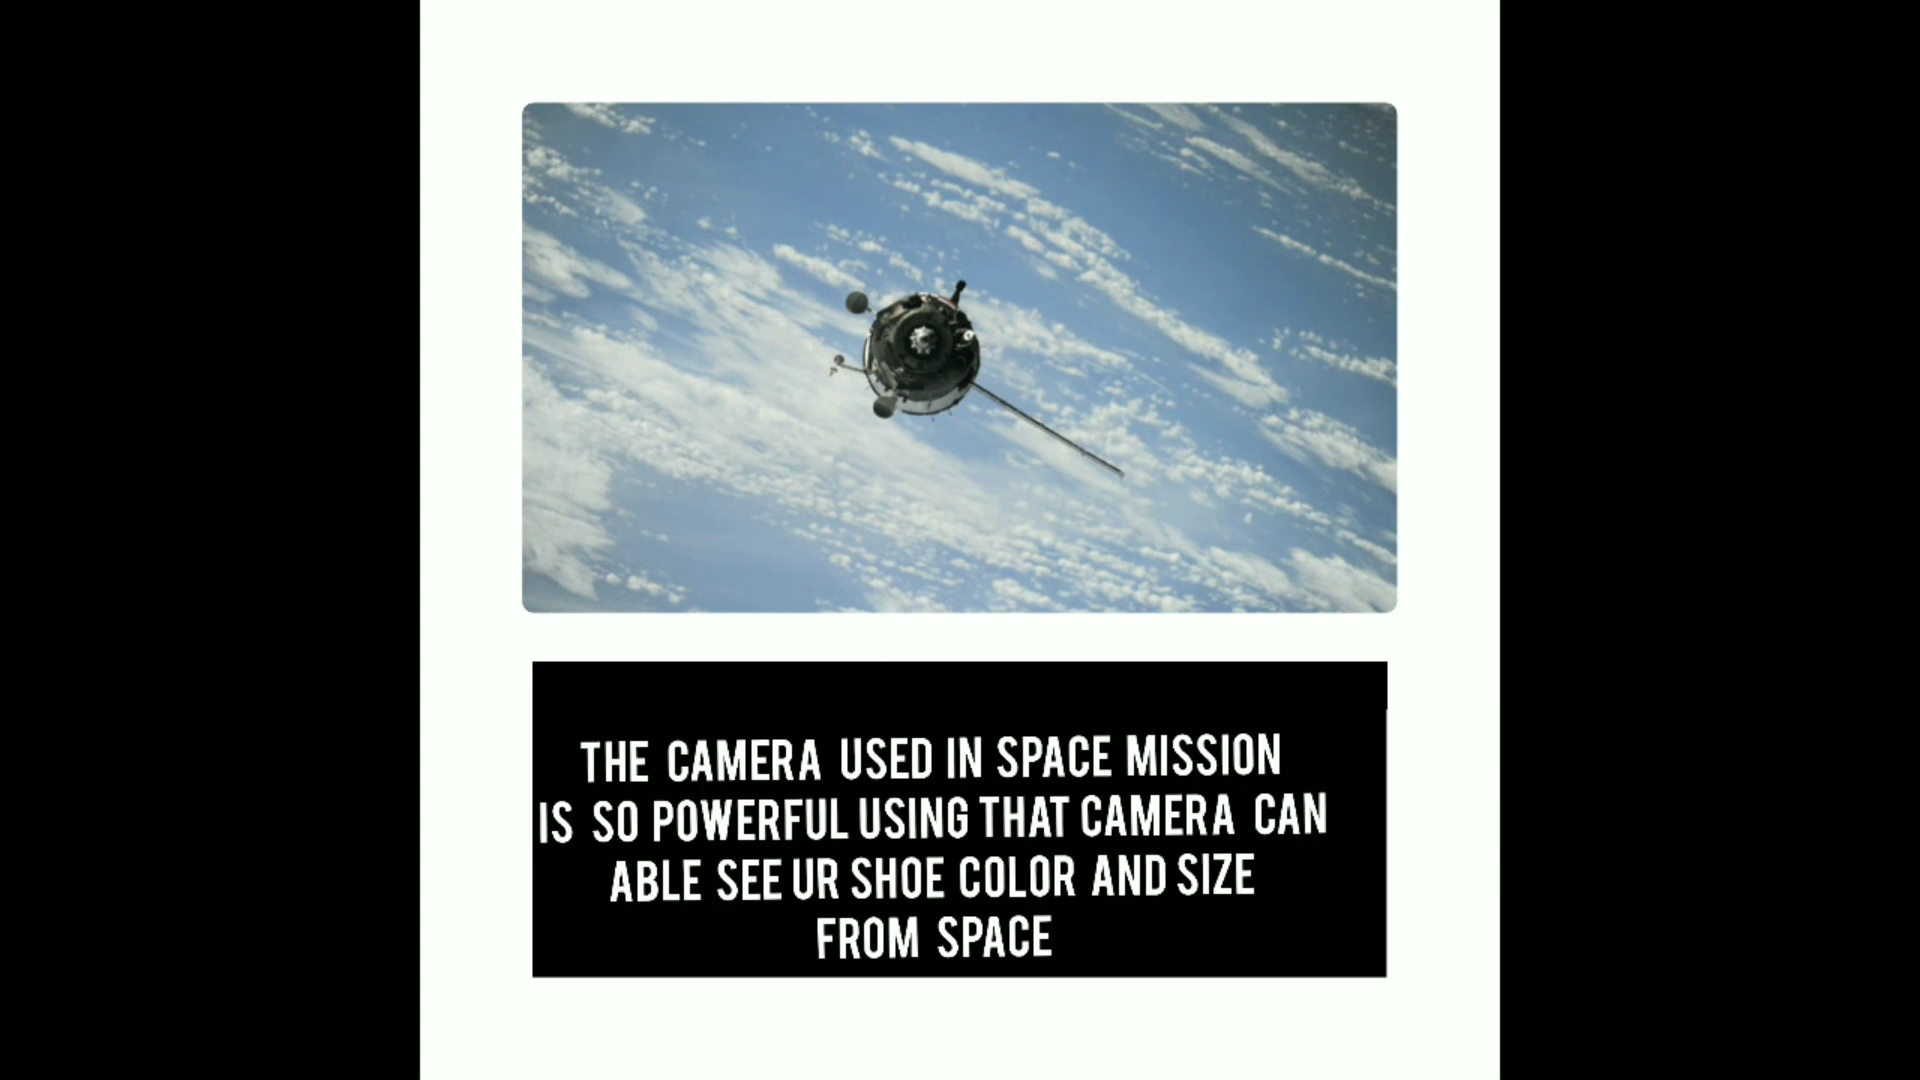 THE CAMERA USED IN SPACE MISSION
IS SO POWERFUL USING THAT CAMERA CAN
ABLE SEE UR SHOE COLOR AND SIZE
FROM SPACE